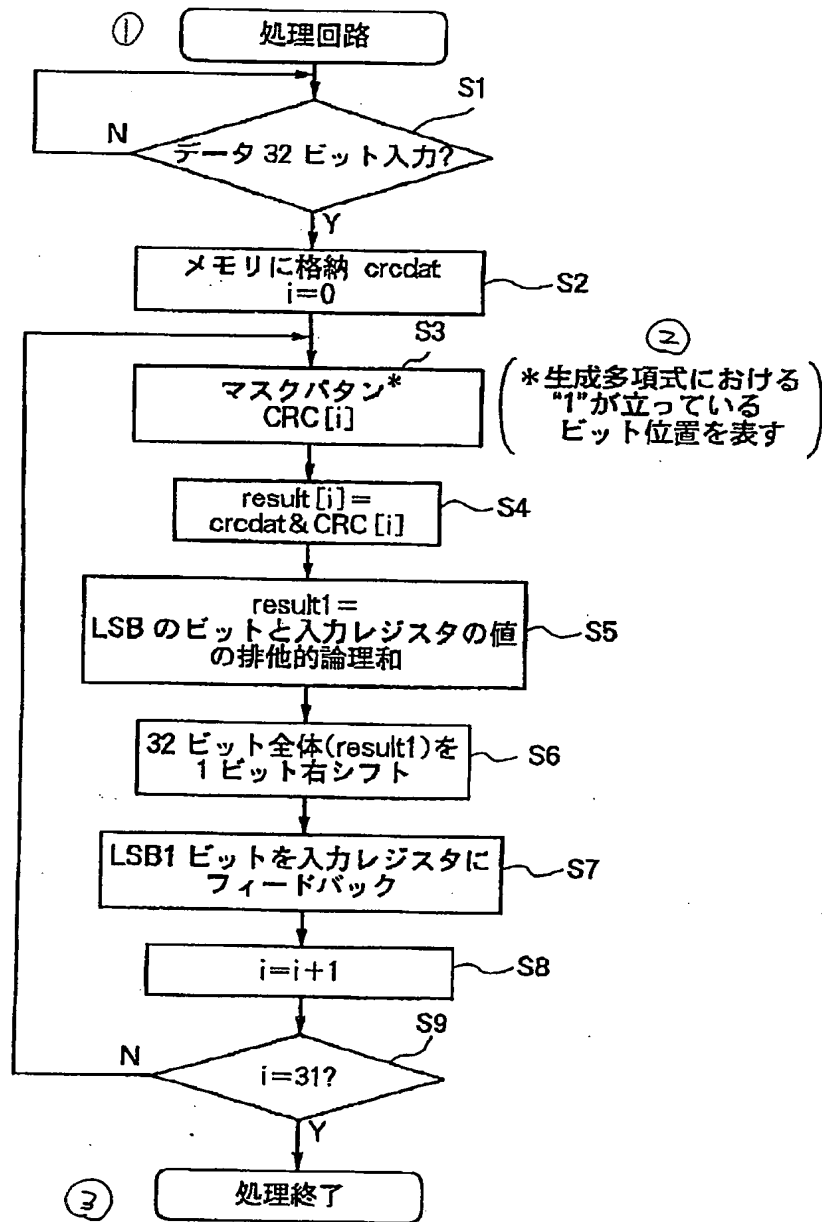 ①
処理回路
S1
N
データ 32 ビット入力?
Y
メモリに格納 crcdat
i=0
S2
S3
②
マスクパタン*
CRC[i]
(*生成多項式における
"1"が立っている
ビット位置を表す)
result[i]=
crcdat&CRC[i]
S4
result1=
LSB のビットと入力レジスタの値
の排他的論理和
S5
32 ビット全体(result1)を
1 ビット右シフト
S6
LSB1 ビットを入力レジスタに
フィードバック
S7
i=i+1
S8
S9
N
i=31?
Y
③
処理終了